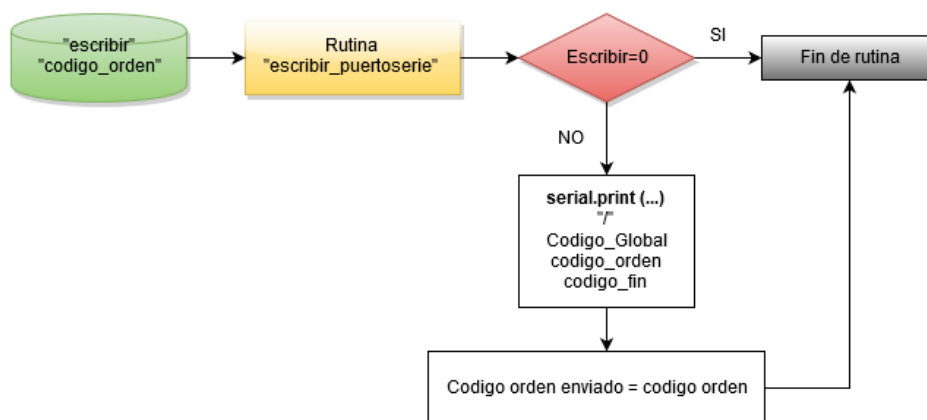 "escribir"
"codigo_orden"
Rutina
"escribir_puertoserie"
Escribir=0
SI
Fin de rutina
NO
serial.print (...)
"/"
Codigo_Global
codigo_orden
codigo_fin
Codigo orden enviado = codigo orden